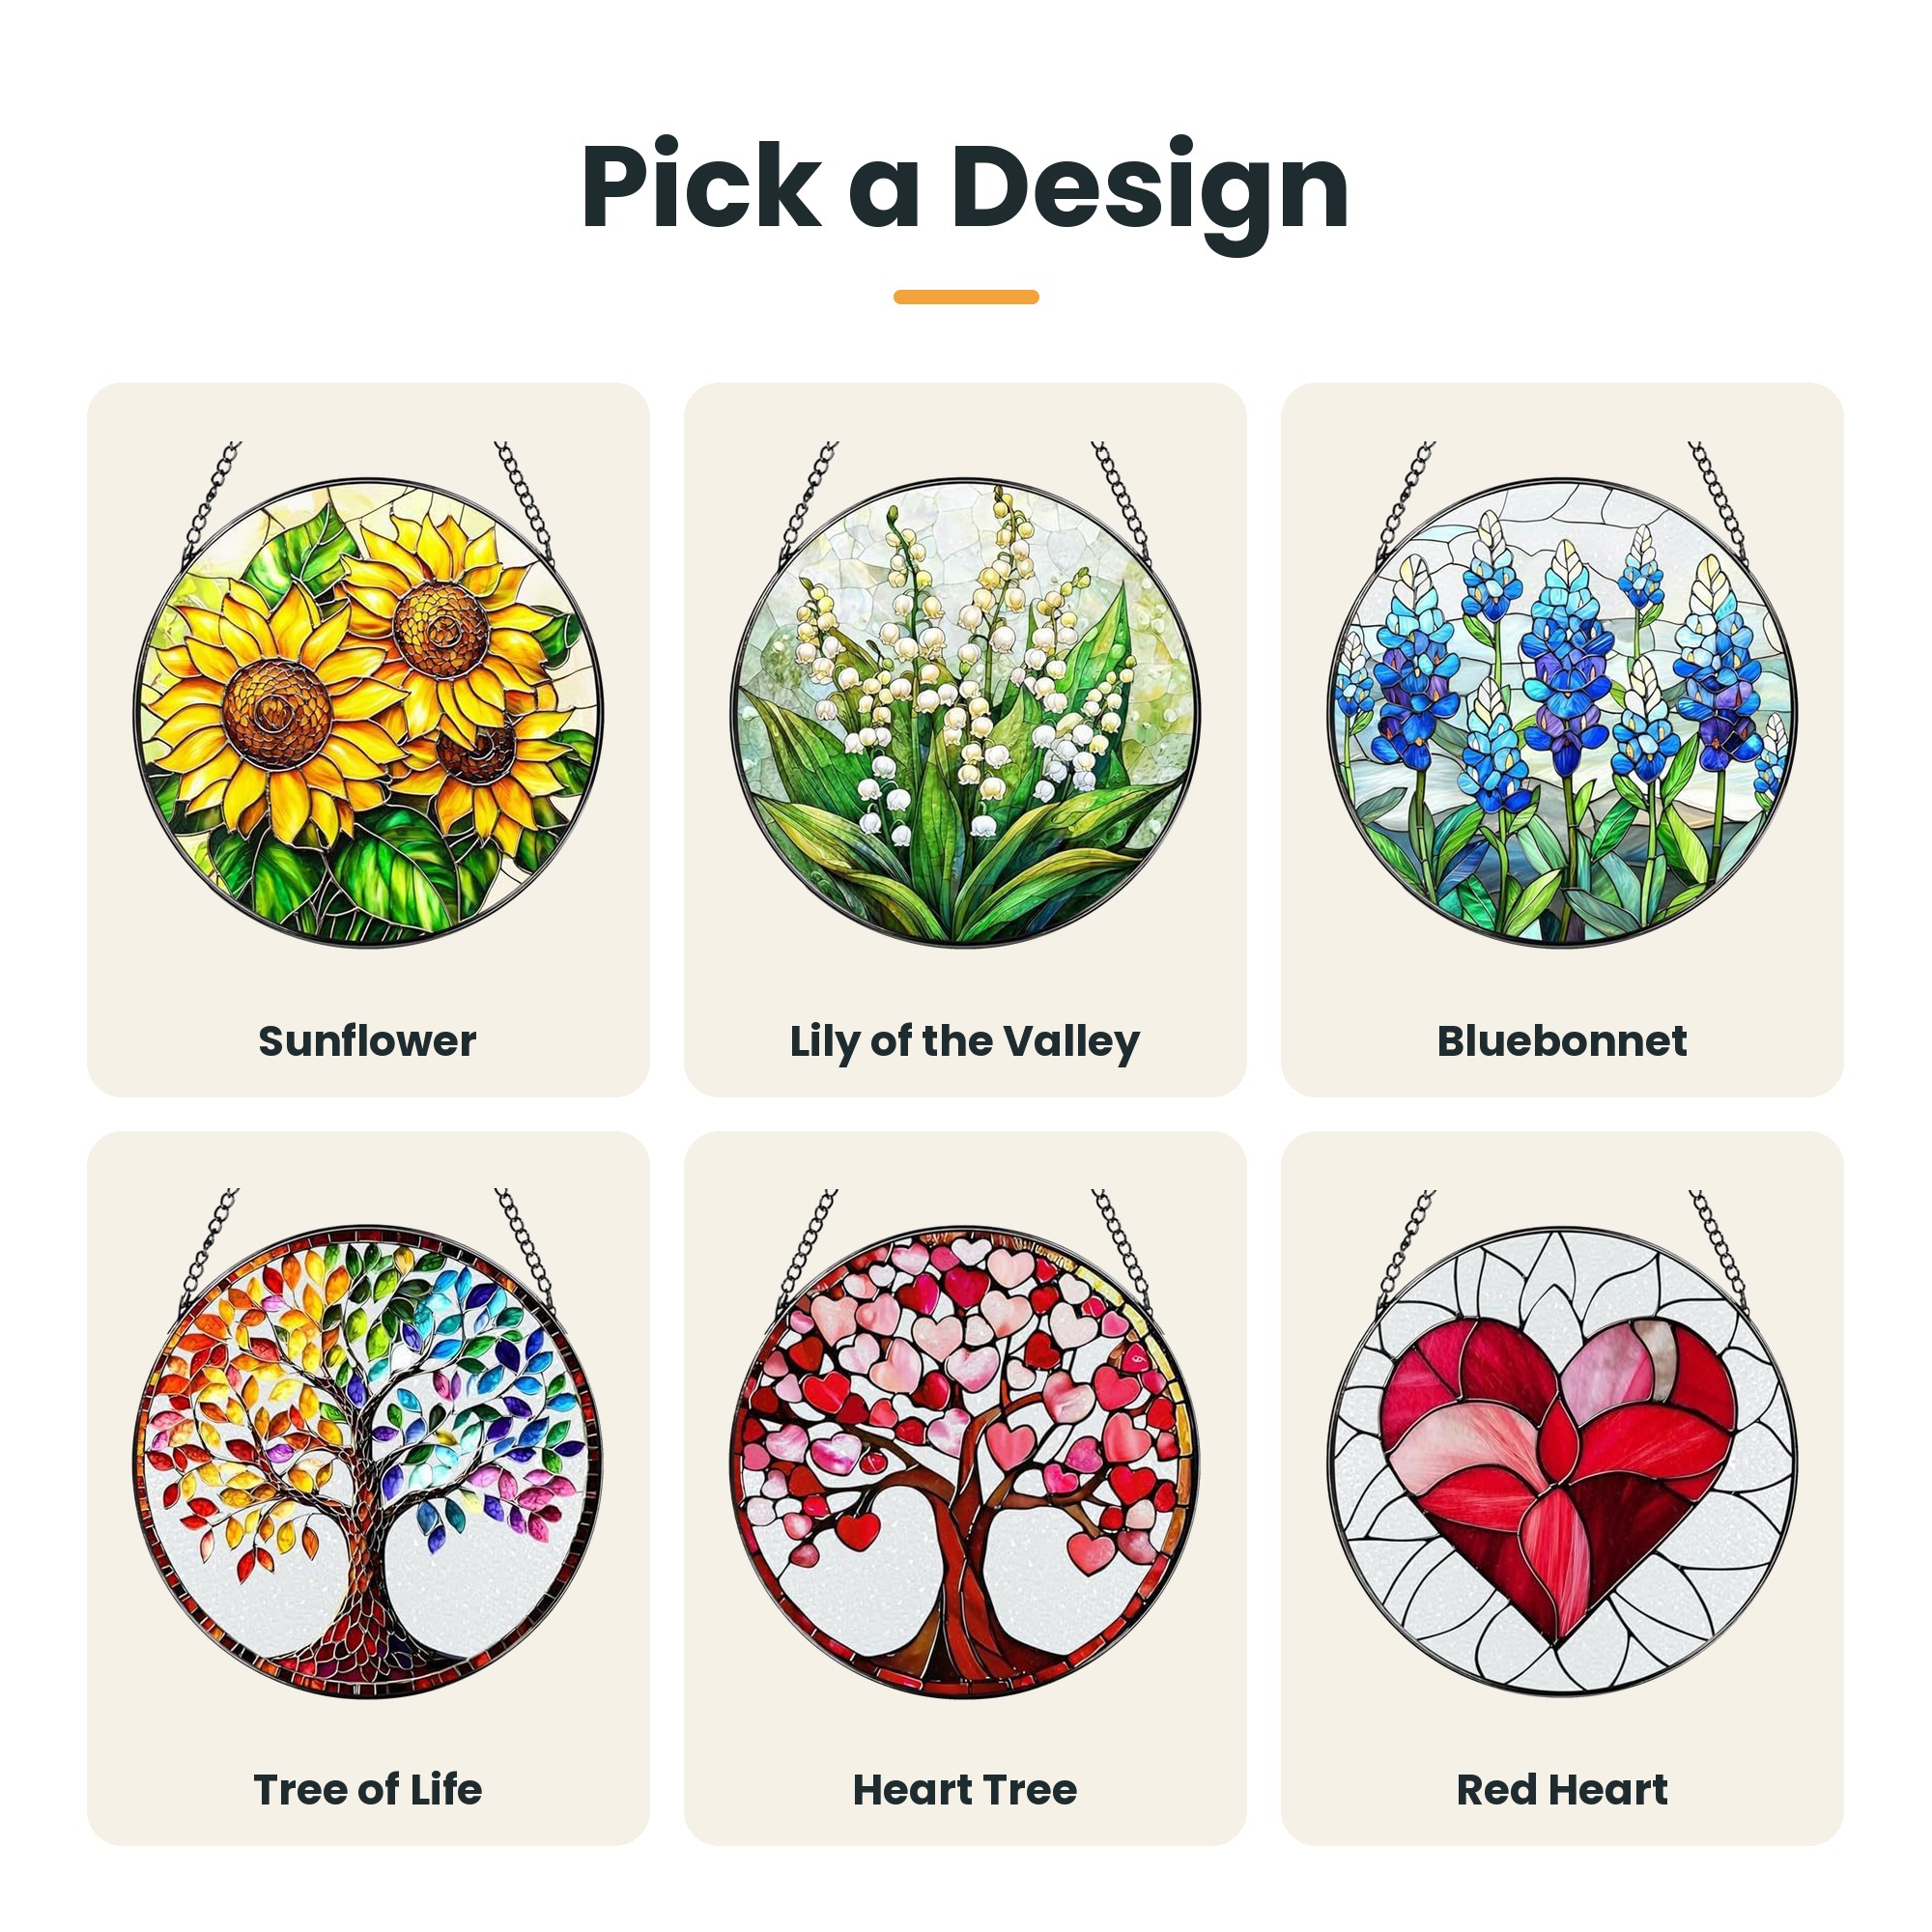 Pick a Design
Sunflower
Lily of the Valley
Bluebonnet
Tree of Life
Heart Tree
Red Heart